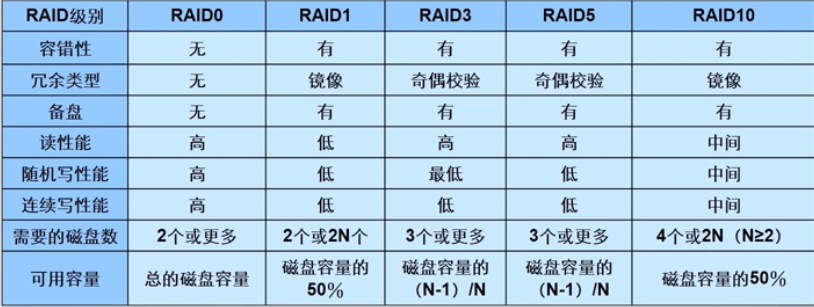 RAID级别 RAID0 RAID1 RAID3 RAID5 RAID10
容错性 无 有 有 有 有
冗余类型 无 镜像 奇偶校验 奇偶校验 镜像
备盘 无 有 有 有 有
读性能 高 低 高 高 中间
随机写性能 高 低 最低 低 中间
连续写性能 高 低 低 低 中间
需要的磁盘数 2个或更多 2个或2N个 3个或更多 3个或更多 4个或2N（N≥2）
可用容量 总的磁盘容量 磁盘容量的 磁盘容量的 磁盘容量的 磁盘容量的50%
50% （N-1）/N （N-1）/N